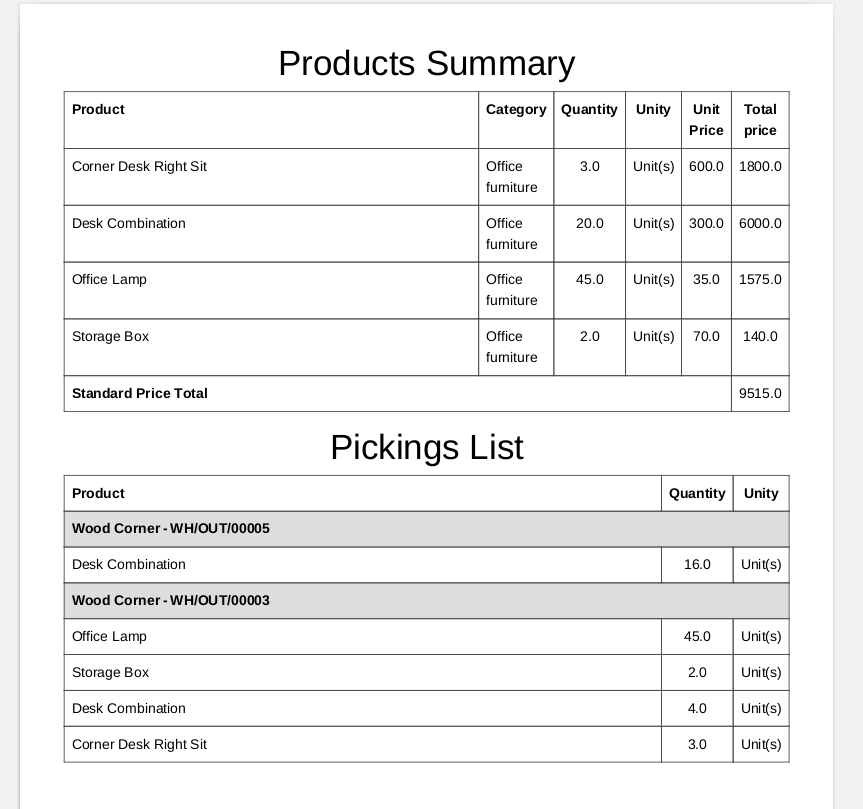 Products Summary
Product Category Quantity Unity Unit Price Total price
Corner Desk Right Sit Office furniture 3.0 Unit(s) 600.0 1800.0
Desk Combination Office furniture 20.0 Unit(s) 300.0 6000.0
Office Lamp Office furniture 45.0 Unit(s) 35.0 1575.0
Storage Box Office furniture 2.0 Unit(s) 70.0 140.0
Standard Price Total 9515.0
Pickings List
Product Quantity Unity
Wood Corner - WH/OUT/00005
Desk Combination 16.0 Unit(s)
Wood Corner - WH/OUT/00003
Office Lamp 45.0 Unit(s)
Storage Box 2.0 Unit(s)
Desk Combination 4.0 Unit(s)
Corner Desk Right Sit 3.0 Unit(s)